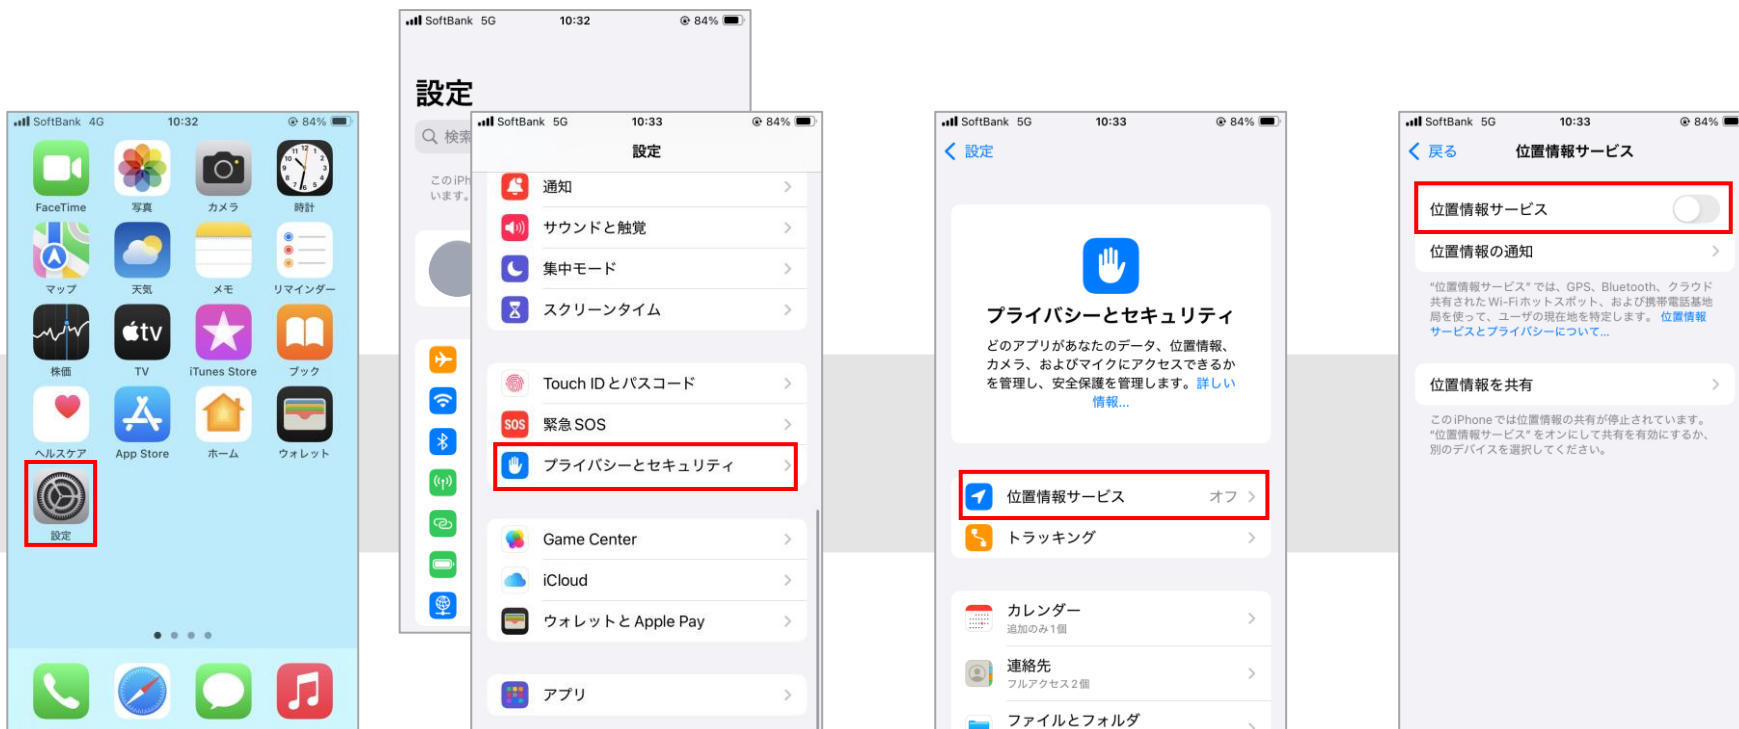 SoftBank 4G 10:32 84%
FaceTime 写真 カメラ 時計
マップ 天気 メモ リマインダー
tv
株価 TV iTunes Store ブック
ヘルスケア App Store ホーム ウォレット
設定
SoftBank 5G 10:32 84%
設定
検索
このiPh
います。
SoftBank 5G 10:33 84%
設定
通知
サウンドと触覚
集中モード
スクリーンタイム
Touch IDとパスコード
SOS 緊急SOS
プライバシーとセキュリティ
Game Center
iCloud
ウォレットとApple Pay
アプリ
SoftBank 5G 10:33 84%
設定
プライバシーとセキュリティ
どのアプリがあなたのデータ、位置情報、
カメラ、およびマイクにアクセスできるか
を管理し、安全保護を管理します。詳しい
情報...
位置情報サービス オフ
トラッキング
カレンダー
追加のみ1個
連絡先
フルアクセス2個
ファイルとフォルダ
SoftBank 5G 10:33 84%
戻る 位置情報サービス
位置情報サービス
位置情報の通知
“位置情報サービス”では、GPS、Bluetooth、クラウド
共有されたWi-Fiホットスポット、および携帯電話基地
局を使って、ユーザの現在地を特定します。位置情報
サービスとプライバシーについて...
位置情報を共有
このiPhoneでは位置情報の共有が停止されています。
“位置情報サービス”をオンにして共有を有効にするか、
別のデバイスを選択してください。